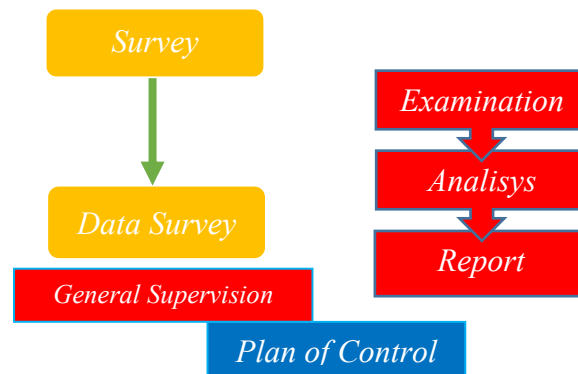 Survey
Data Survey
General Supervision
Plan of Control
Examination
Analisys
Report